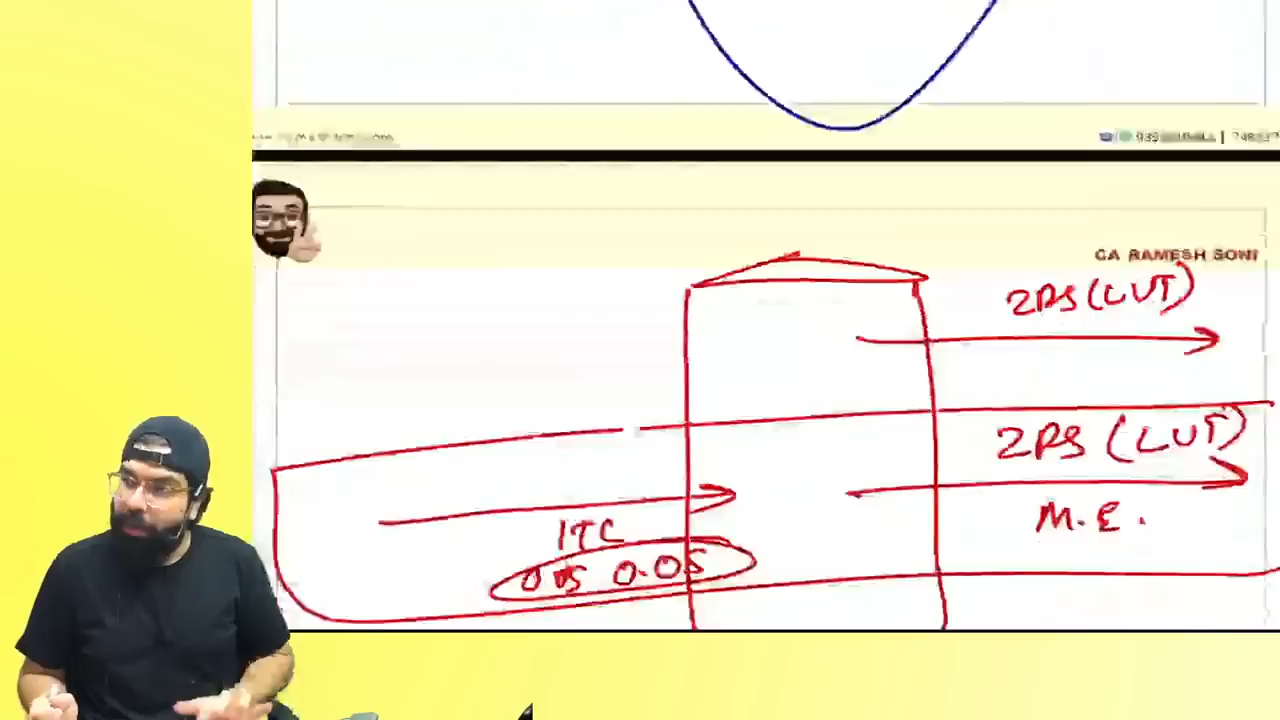 CA RAMESH SONI
ZRS (LUT)
ZRS (LUT)
ITC
M.E.
0.05 0.05